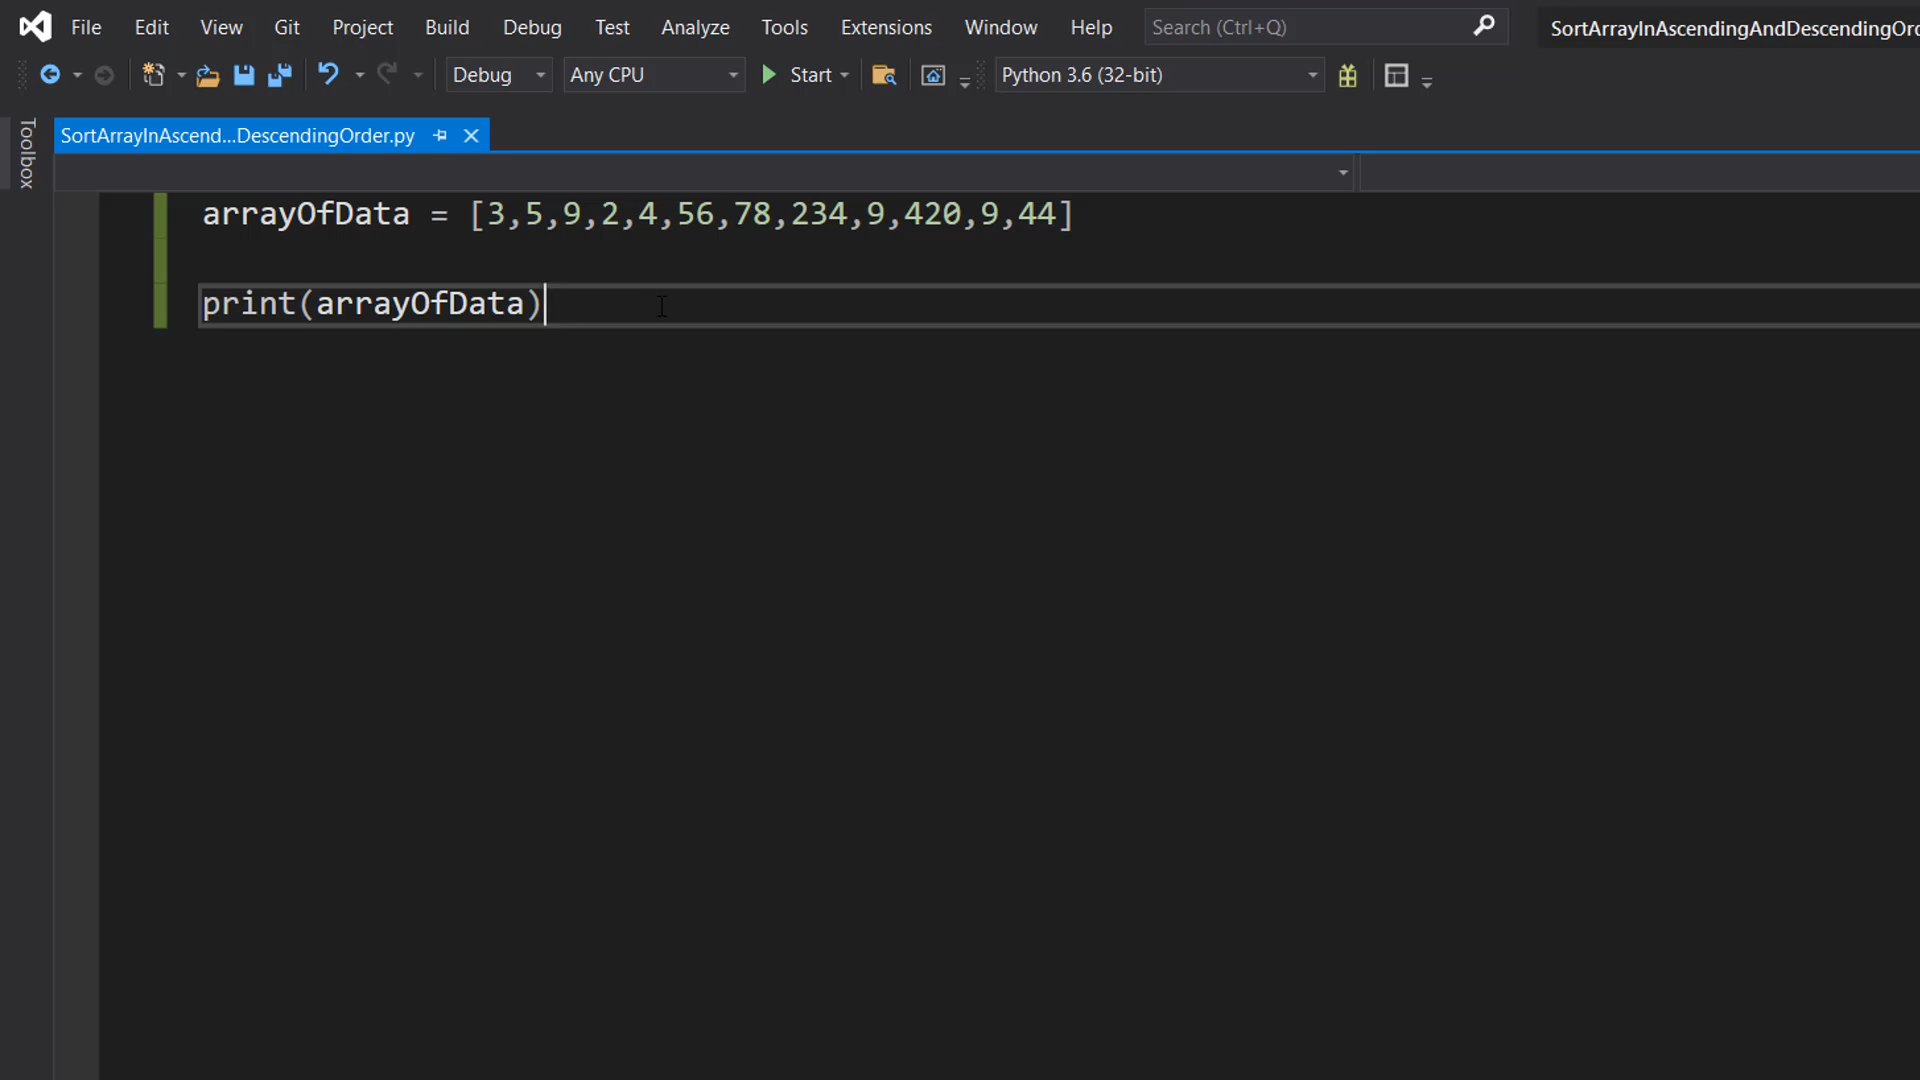 File Edit View Git Project Build Debug Test Analyze Tools Extensions Window Help Search (Ctrl+Q) SortArrayInAscendingAndDescendingOrd
Debug Any CPU Start Python 3.6 (32-bit)
Toolbox
SortArrayInAscend...DescendingOrder.py
arrayOfData = [3,5,9,2,4,56,78,234,9,420,9,44]
print(arrayOfData)